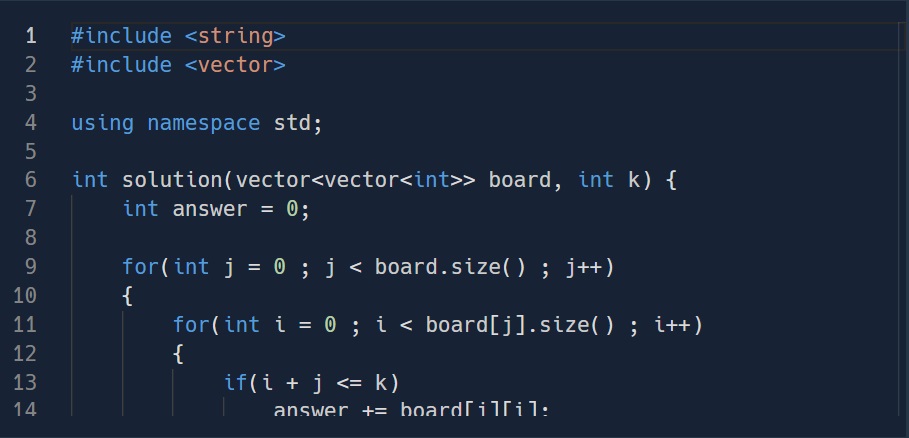 1 #include <string>
2 #include <vector>
3
4 using namespace std;
5
6 int solution(vector<vector<int>> board, int k) {
7 int answer = 0;
8
9 for(int j = 0 ; j < board.size() ; j++)
10 {
11 for(int i = 0 ; i < board[j].size() ; i++)
12 {
13 if(i + j <= k)
14 answer +=